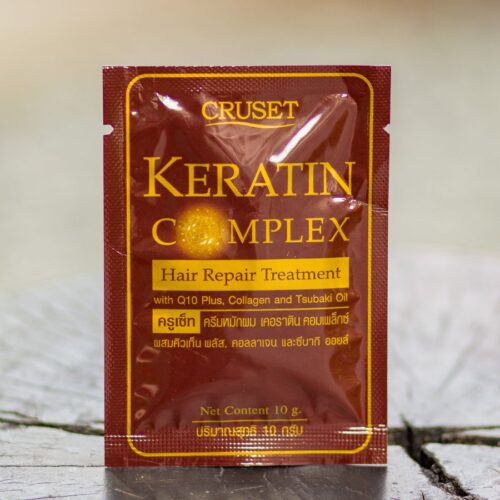 CRUSET
KERATIN
COMPLEX
Hair Repair Treatment
with Q10 Plus, Collagen and Tsubaki Oil
ครูเซ็ท ครีมหมักผม เคอราติน คอมเพล็กซ์
ผสมคิวเท็น พลัส, คอลลาเจน และซึบากิ ออยล์
Net Content 10 g.
ปริมาณสุทธิ 10 กรัม